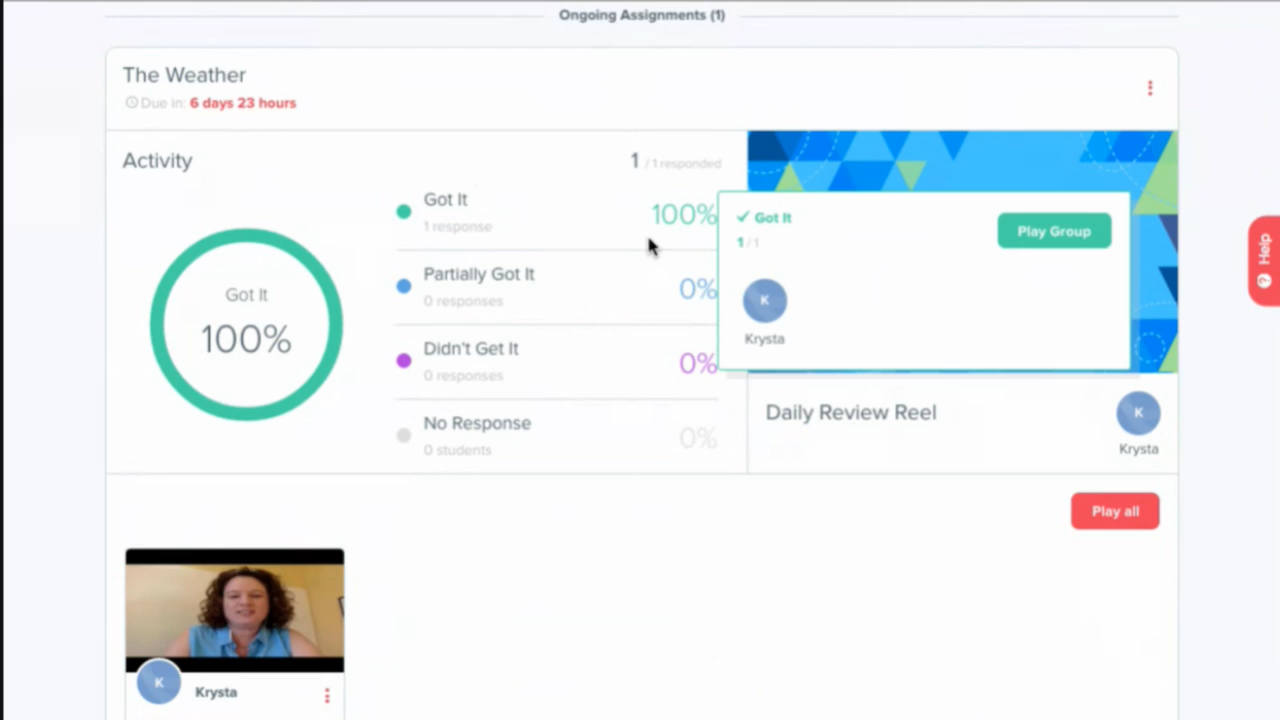 Ongoing Assignments (1)
The Weather
Due in: 6 days 23 hours
Activity
1 / 1 responded
Got It
1 response
100%
Partially Got It
0 responses
0%
Didn't Get It
0 responses
0%
No Response
0 students
0%
Got It
100%
Got It
1 / 1
Play Group
K
Krysta
Daily Review Reel
K
Krysta
Help
Play all
K
Krysta